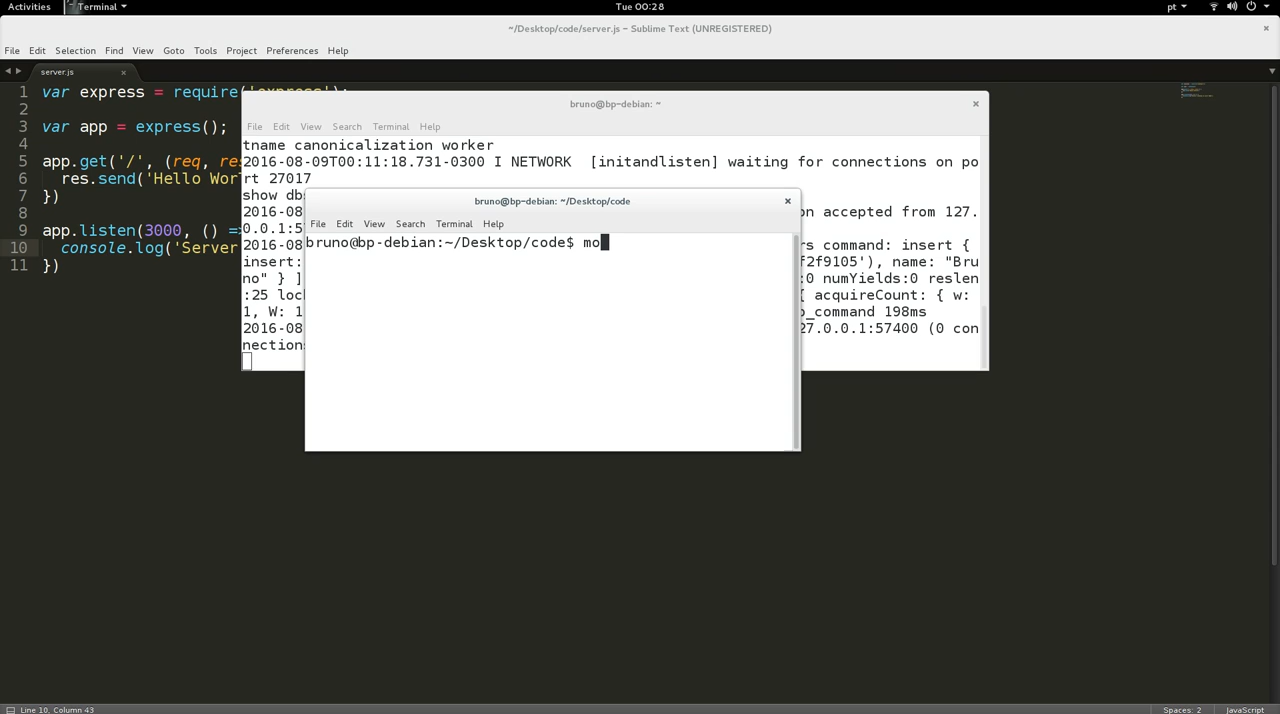 Activities Terminal Tue 00:28 pt
~/Desktop/code/server.js – Sublime Text (UNREGISTERED)
File Edit Selection Find View Goto Tools Project Preferences Help
server.js
1 var express = require('express');
2
3 var app = express();
4
5 app.get('/', (req, res
6 res.send('Hello Wor
7 })
8
9 app.listen(3000, () =>
10 console.log('Server
11 })
bruno@bp-debian: ~
File Edit View Search Terminal Help
tname canonicalization worker
2016-08-09T00:11:18.731-0300 I NETWORK [initandlisten] waiting for connections on po
rt 27017
show dbs
2016-08 on accepted from 127.
0.0.1:5
2016-08 rs command: insert {
insert: f2f9105'), name: "Bru
no" } ] :0 numYields:0 reslen
:25 loc { acquireCount: { w:
1, W: 1 p_command 198ms
2016-08 27.0.0.1:57400 (0 con
nections
bruno@bp-debian: ~/Desktop/code
File Edit View Search Terminal Help
bruno@bp-debian:~/Desktop/code$ mo
Line 10, Column 43 Spaces: 2 JavaScript